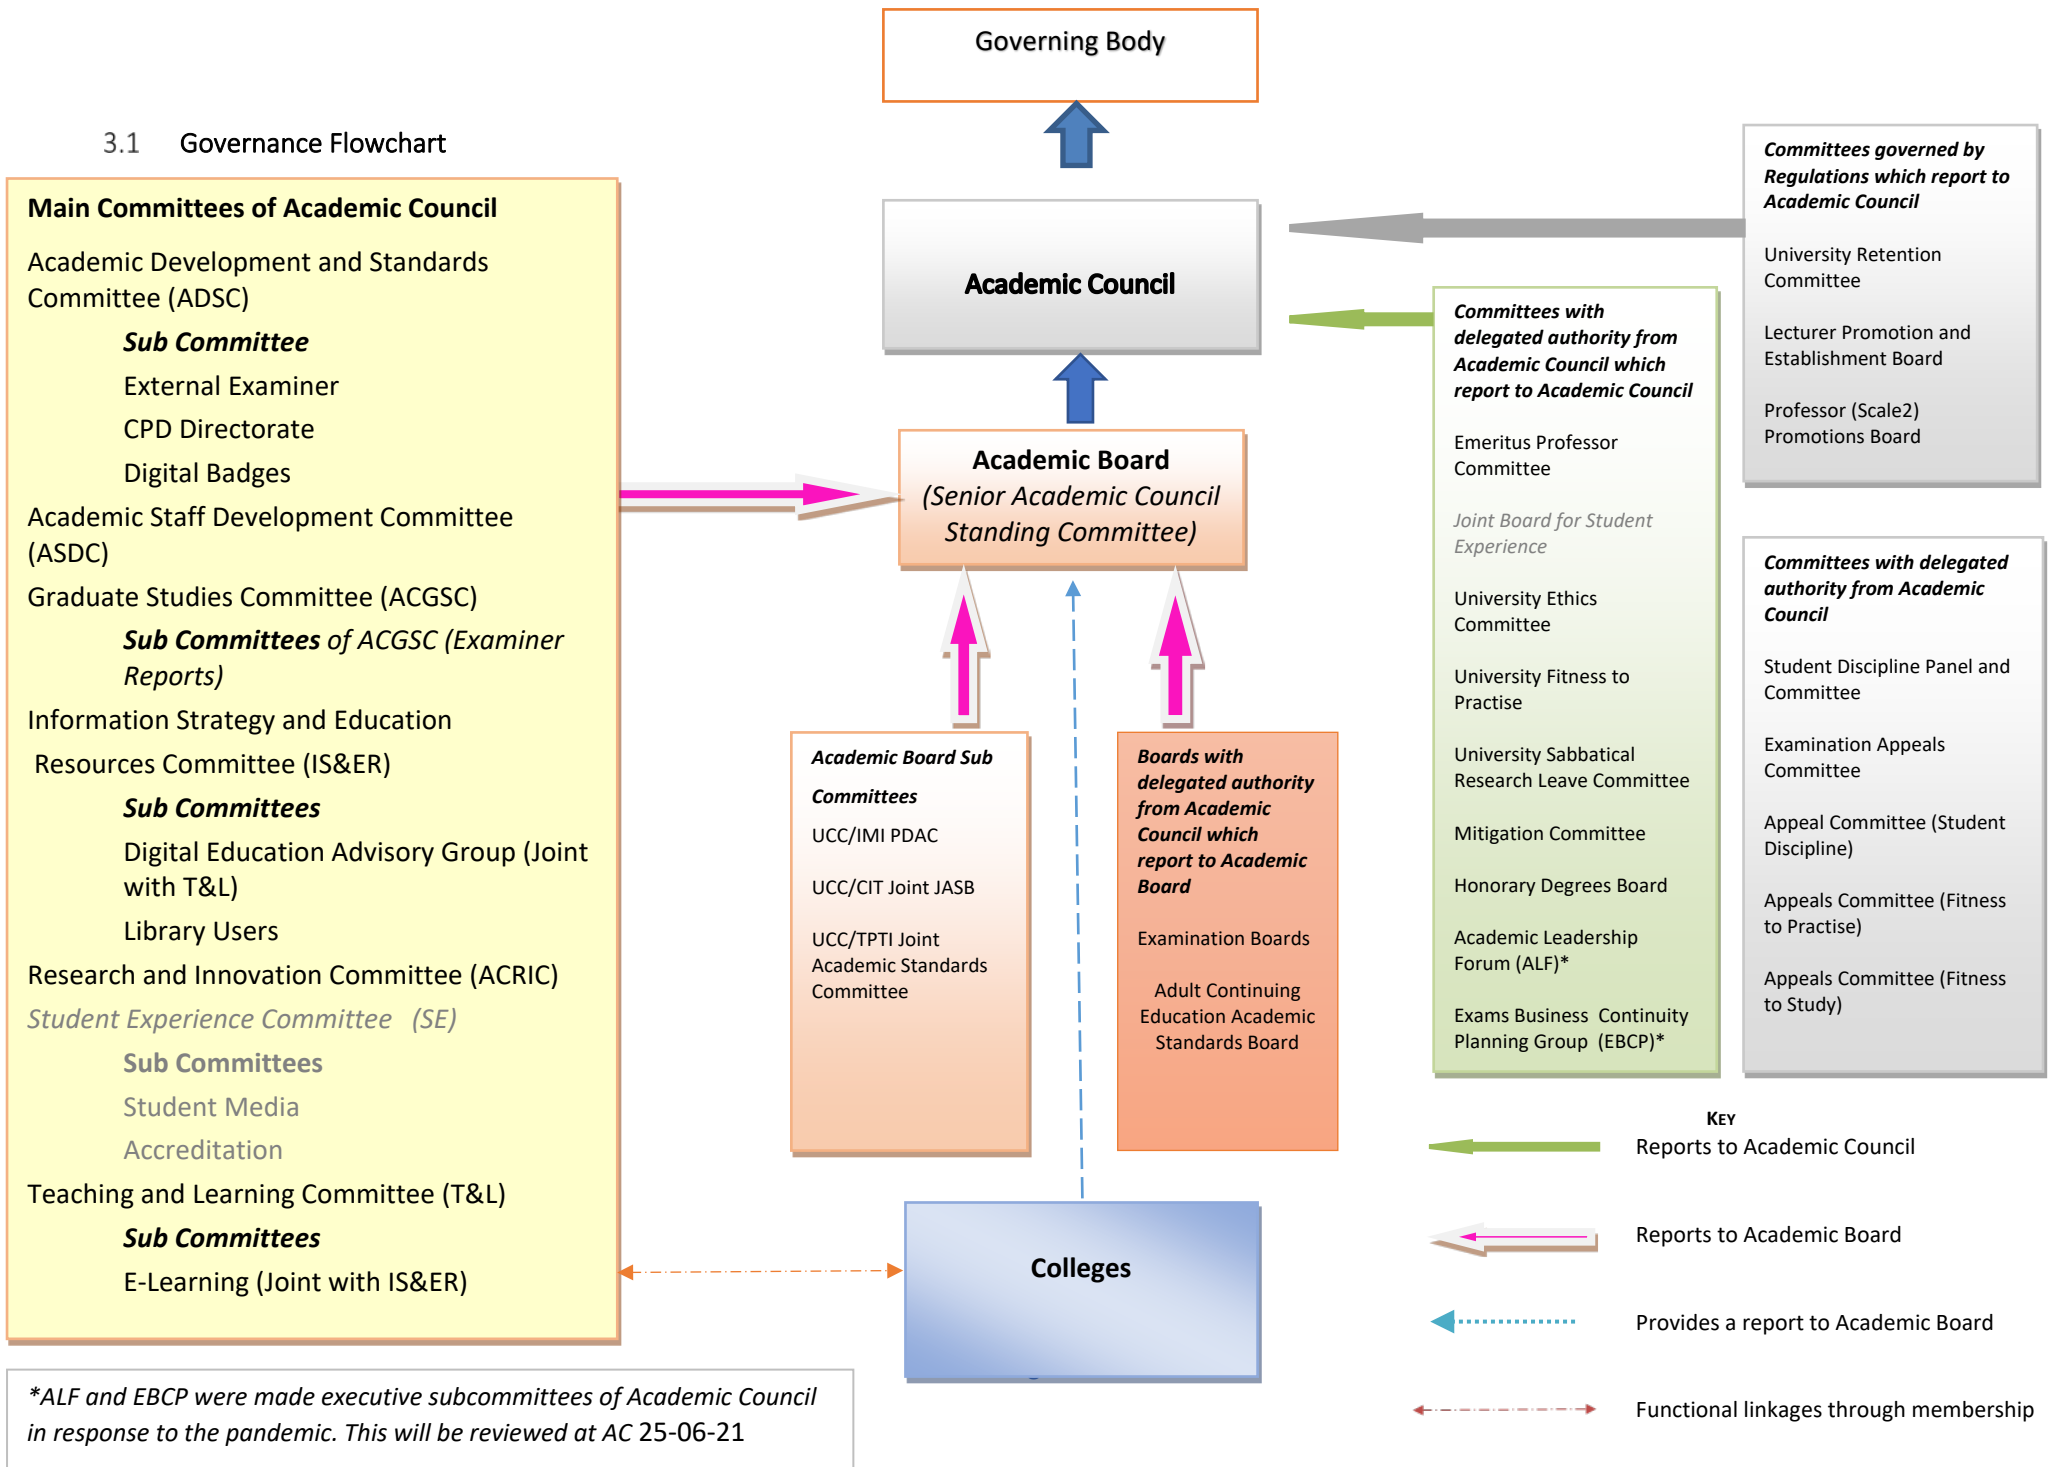 Governing Body
3.1 Governance Flowchart
Main Committees of Academic Council
Academic Development and Standards
Committee (ADSC)
Sub Committee
External Examiner
CPD Directorate
Digital Badges
Academic Staff Development Committee
(ASDC)
Graduate Studies Committee (ACGSC)
Sub Committees of ACGSC (Examiner
Reports)
Information Strategy and Education
Resources Committee (IS&ER)
Sub Committees
Digital Education Advisory Group (Joint
with T&L)
Library Users
Research and Innovation Committee (ACRIC)
Student Experience Committee (SE)
Sub Committees
Student Media
Accreditation
Teaching and Learning Committee (T&L)
Sub Committees
E-Learning (Joint with IS&ER)
*ALF and EBCP were made executive subcommittees of Academic Council
in response to the pandemic. This will be reviewed at AC 25-06-21
Academic Council
Academic Board
(Senior Academic Council
Standing Committee)
Academic Board Sub
Committees
UCC/IMI PDAC
UCC/CIT Joint JASB
UCC/TPTI Joint
Academic Standards
Committee
Boards with
delegated authority
from Academic
Council which
report to Academic
Board
Examination Boards
Adult Continuing
Education Academic
Standards Board
Colleges
Committees with
delegated authority from
Academic Council which
report to Academic Council
Emeritus Professor
Committee
Joint Board for Student
Experience
University Ethics
Committee
University Fitness to
Practise
University Sabbatical
Research Leave Committee
Mitigation Committee
Honorary Degrees Board
Academic Leadership
Forum (ALF)*
Exams Business Continuity
Planning Group (EBCP)*
Committees governed by
Regulations which report to
Academic Council
University Retention
Committee
Lecturer Promotion and
Establishment Board
Professor (Scale2)
Promotions Board
Committees with delegated
authority from Academic
Council
Student Discipline Panel and
Committee
Examination Appeals
Committee
Appeal Committee (Student
Discipline)
Appeals Committee (Fitness
to Practise)
Appeals Committee (Fitness
to Study)
KEY
Reports to Academic Council
Reports to Academic Board
Provides a report to Academic Board
Functional linkages through membership